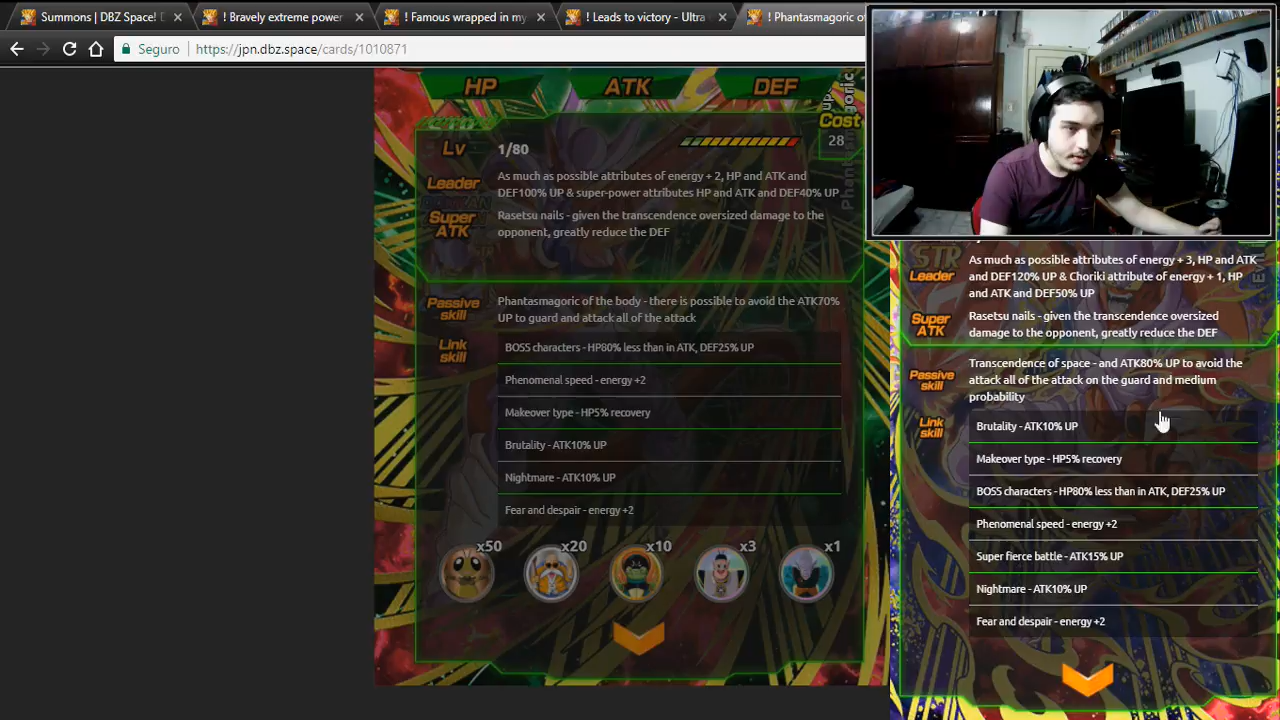 Summons | DBZ Space! D
! Bravely extreme power
! Famous wrapped in my
! Leads to victory - Ultra
! Phantasmagoric of
Seguro
https://jpn.dbz.space/cards/1010871
HP
ATK
DEF
Phantasmagoric
up
Cost
28
Lv
1/80
Leader
As much as possible attributes of energy + 2, HP and ATK and
DEF100% UP & super-power attributes HP and ATK and DEF40% UP
Super
ATK
Rasetsu nails - given the transcendence oversized damage to the
opponent, greatly reduce the DEF
STR
Passive
skill
Phantasmagoric of the body - there is possible to avoid the ATK70%
UP to guard and attack all of the attack
Link
skill
BOSS characters - HP80% less than in ATK, DEF25% UP
Phenomenal speed - energy +2
Makeover type - HP5% recovery
Brutality - ATK10% UP
Nightmare - ATK10% UP
Fear and despair - energy +2
x50
x20
x10
x3
x1
STR
Leader
As much as possible attributes of energy + 3, HP and ATK
and DEF120% UP & Choriki attribute of energy + 1, HP
and ATK and DEF50% UP
Super
ATK
Rasetsu nails - given the transcendence oversized
damage to the opponent, greatly reduce the DEF
Passive
skill
Transcendence of space - and ATK80% UP to avoid the
attack all of the attack on the guard and medium
probability
Link
skill
Brutality - ATK10% UP
Makeover type - HP5% recovery
BOSS characters - HP80% less than in ATK, DEF25% UP
Phenomenal speed - energy +2
Super fierce battle - ATK15% UP
Nightmare - ATK10% UP
Fear and despair - energy +2